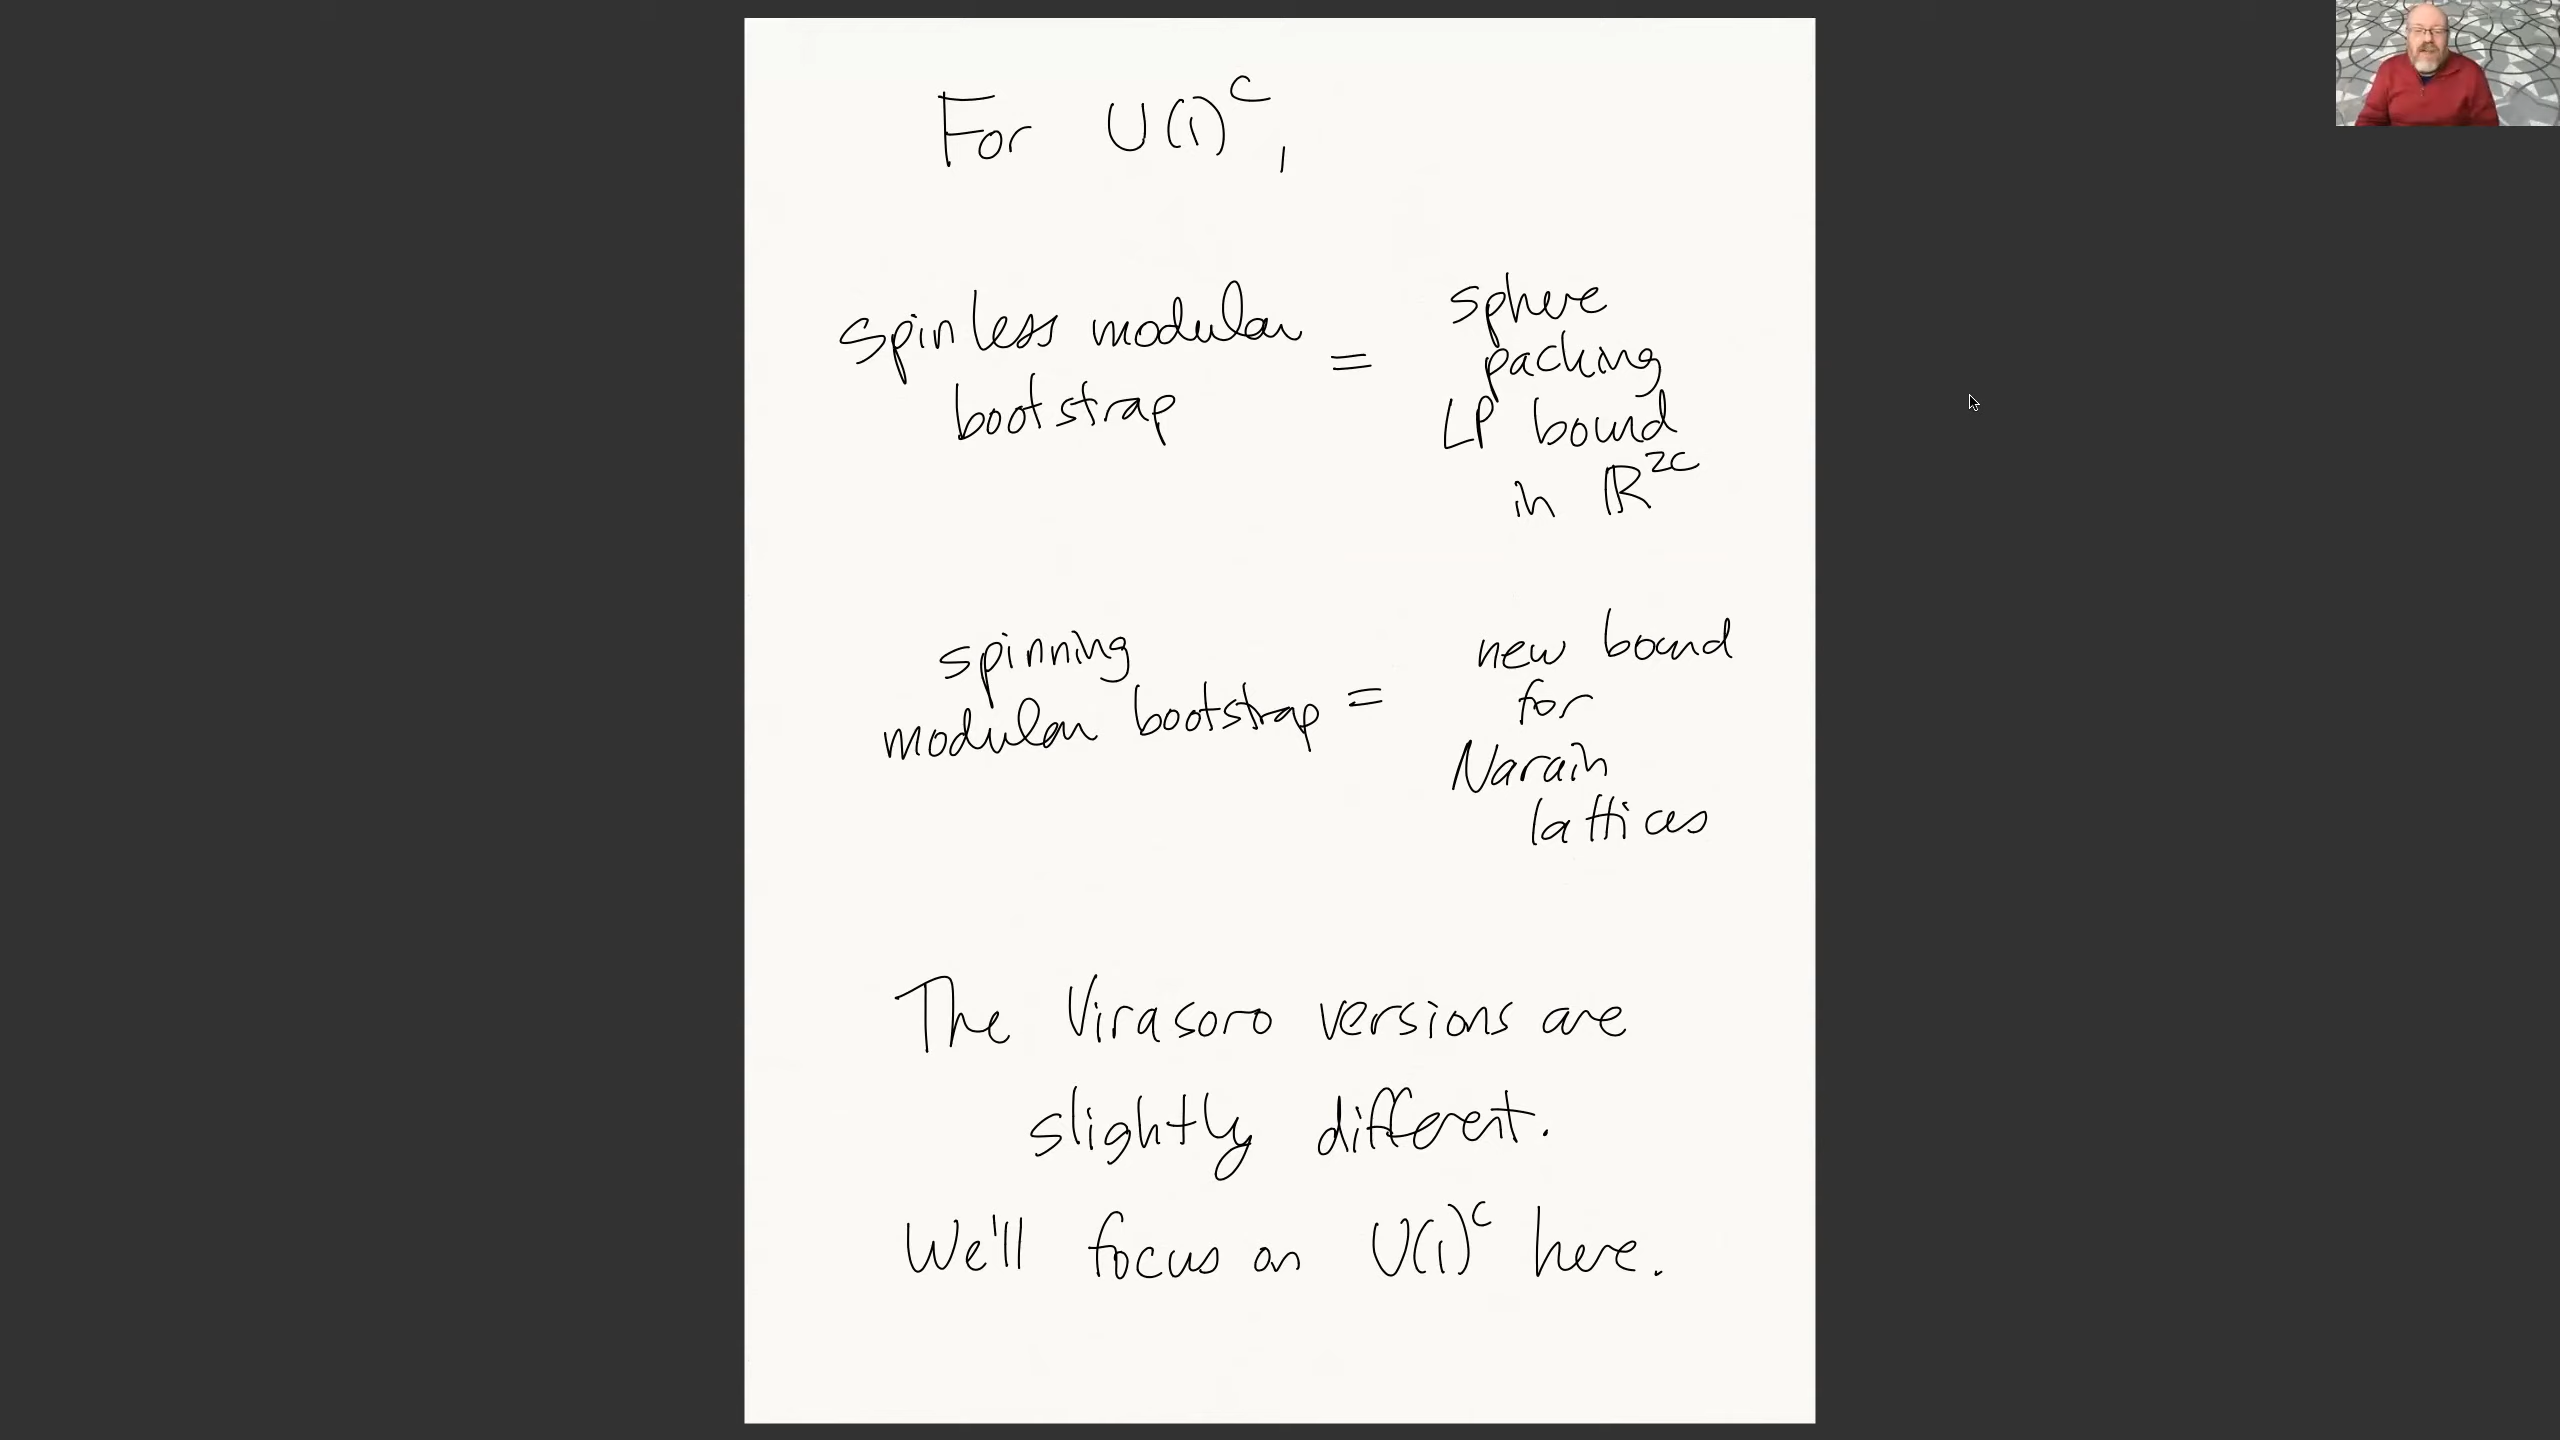 For U(1)^c,
spinless modular bootstrap = sphere packing LP bound in ℝ^2c
spinning modular bootstrap = new bound for Narain lattices
The Virasoro versions are
slightly different.
We'll focus on U(1)^c here.